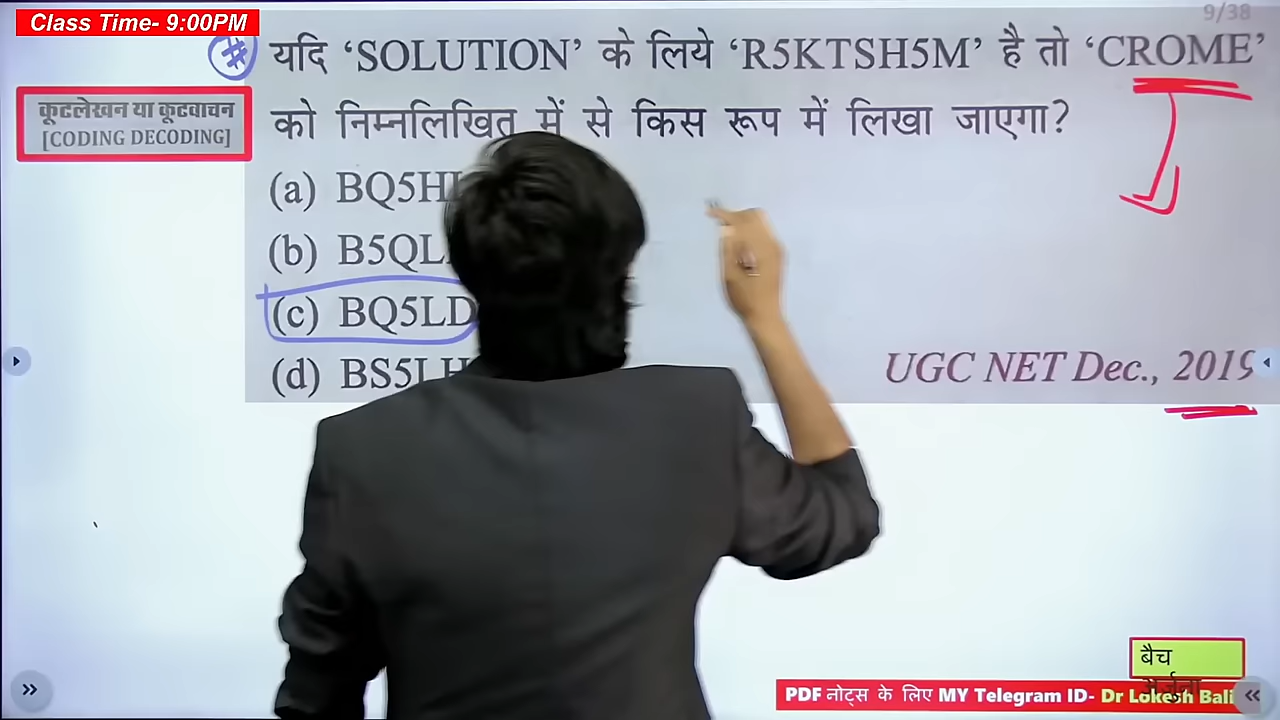 Class Time- 9:00PM
9/38
# यदि ‘SOLUTION’ के लिये ‘R5KTSH5M’ है तो ‘CROME’
कूटलेखन या कूटवाचन
[CODING DECODING]
को निम्नलिखित में से किस रूप में लिखा जाएगा?
(a) BQ5H
(b) B5QL
(c) BQ5LD
(d) BS5LH
UGC NET Dec., 2019
बैच
PDF नोट्स के लिए MY Telegram ID- Dr Lokesh Bali